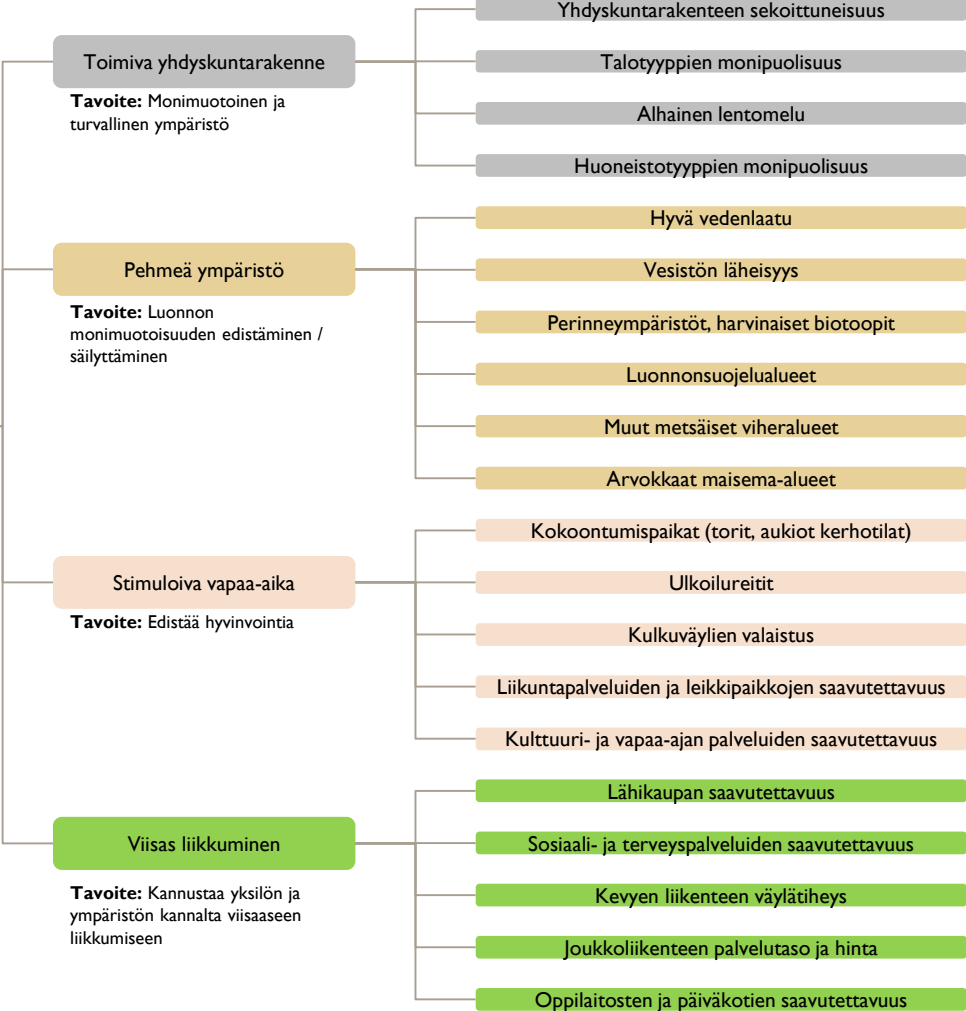 Yhdyskuntarakenteen sekoittuneisuus
Toimiva yhdyskuntarakenne
Tavoite: Monimuotoinen ja
turvallinen ympäristö
Talotyyppien monipuolisuus
Alhainen lentomelu
Huoneistotyyppien monipuolisuus
Pehmeä ympäristö
Tavoite: Luonnon
monimuotoisuuden edistäminen /
säilyttäminen
Hyvä vedenlaatu
Vesistön läheisyys
Perinneympäristöt, harvinaiset biotoopit
Luonnonsuojelualueet
Muut metsäiset viheralueet
Arvokkaat maisema-alueet
Stimuloiva vapaa-aika
Tavoite: Edistää hyvinvointia
Kokoontumispaikat (torit, aukiot kerhotilat)
Ulkoilureitit
Kulkuväylien valaistus
Liikuntapalveluiden ja leikkipaikkojen saavutettavuus
Kulttuuri- ja vapaa-ajan palveluiden saavutettavuus
Viisas liikkuminen
Tavoite: Kannustaa yksilön ja
ympäristön kannalta viisaaseen
liikkumiseen
Lähikaupan saavutettavuus
Sosiaali- ja terveyspalveluiden saavutettavuus
Kevyen liikenteen väylätiheys
Joukkoliikenteen palvelutaso ja hinta
Oppilaitosten ja päiväkotien saavutettavuus